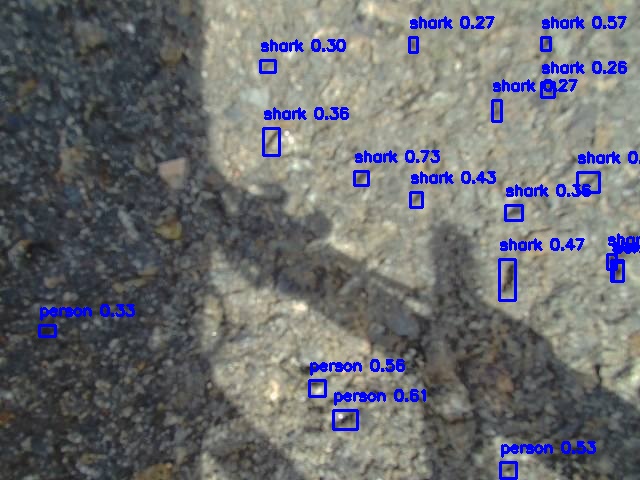 shark 0.27
shark 0.57
shark 0.30
shark 0.26
shark 0.27
shark 0.36
shark 0.73
shark
shark 0.43
shark 0.36
shark 0.47
person 0.33
person 0.56
person 0.61
person 0.53